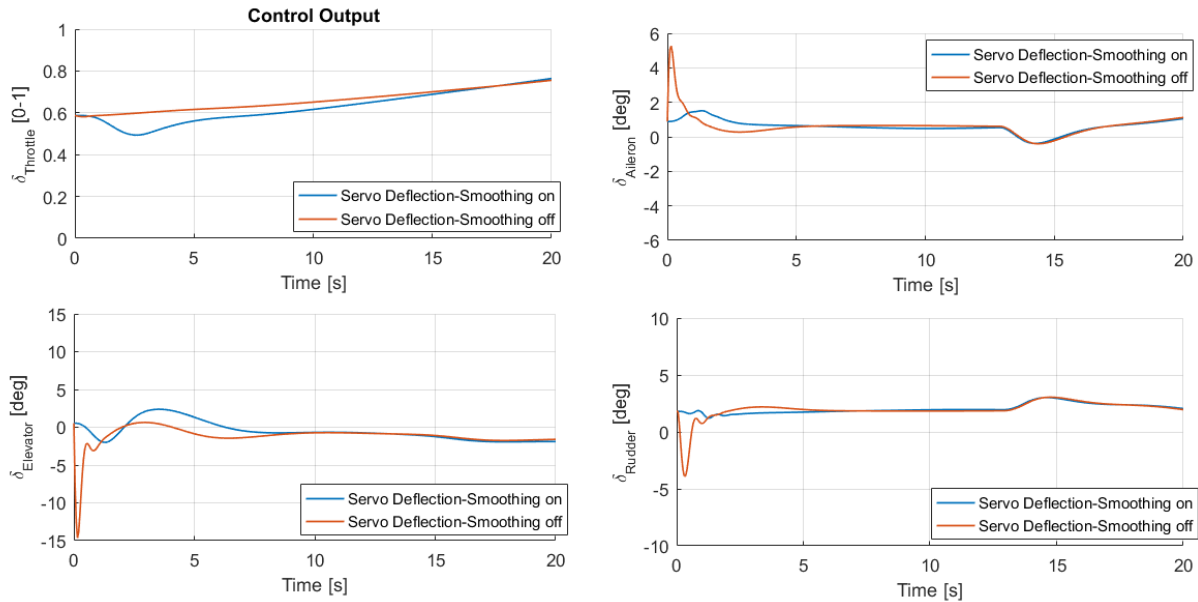 Control Output
1
0.8
0.6
0.4
0.2
0
δThrottle [0-1]
Servo Deflection-Smoothing on
Servo Deflection-Smoothing off
0 5 10 15 20
Time [s]
6
4
2
0
-2
-4
-6
δAileron [deg]
Servo Deflection-Smoothing on
Servo Deflection-Smoothing off
0 5 10 15 20
Time [s]
15
10
5
0
-5
-10
-15
δElevator [deg]
Servo Deflection-Smoothing on
Servo Deflection-Smoothing off
0 5 10 15 20
Time [s]
10
5
0
-5
-10
δRudder [deg]
Servo Deflection-Smoothing on
Servo Deflection-Smoothing off
0 5 10 15 20
Time [s]